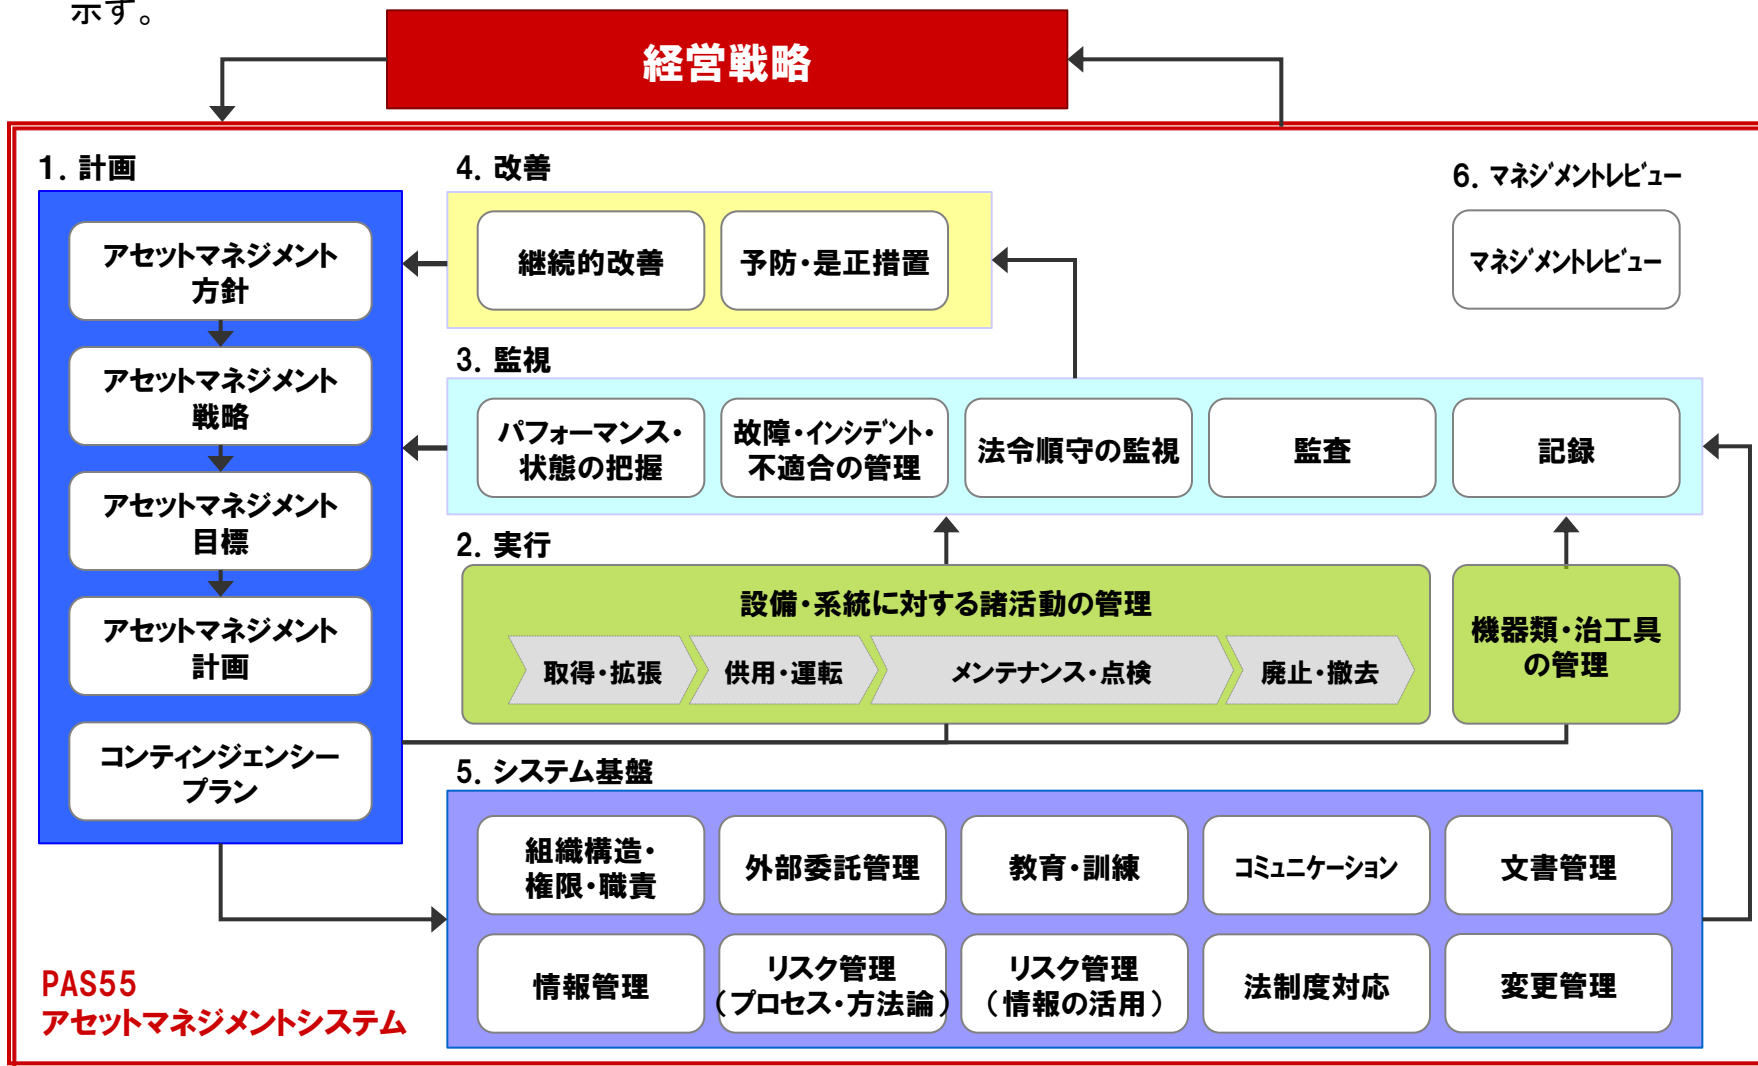 示す。
経営戦略
1. 計画
アセットマネジメント
方針
アセットマネジメント
戦略
アセットマネジメント
目標
アセットマネジメント
計画
コンティンジェンシー
プラン
4. 改善
継続的改善
予防・是正措置
6. マネジメントレビュー
マネジメントレビュー
3. 監視
パフォーマンス・
状態の把握
故障・インシデント・
不適合の管理
法令順守の監視
監査
記録
2. 実行
設備・系統に対する諸活動の管理
取得・拡張
供用・運転
メンテナンス・点検
廃止・撤去
機器類・治工具
の管理
5. システム基盤
組織構造・
権限・職責
外部委託管理
教育・訓練
コミュニケーション
文書管理
情報管理
リスク管理
（プロセス・方法論）
リスク管理
（情報の活用）
法制度対応
変更管理
PAS55
アセットマネジメントシステム